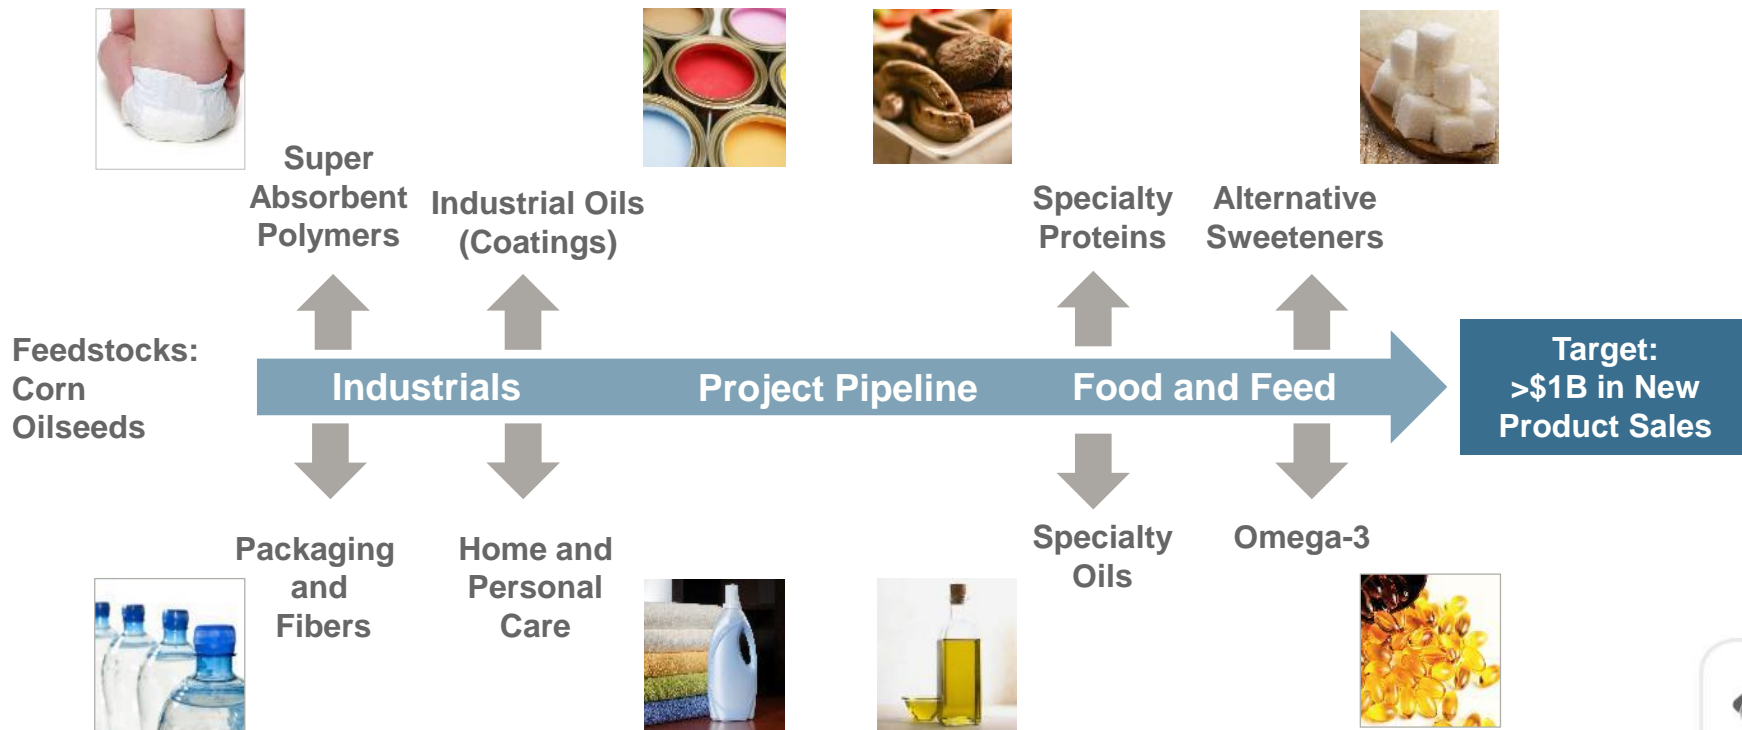 Super
Absorbent
Polymers
Industrial Oils
(Coatings)
Specialty
Proteins
Alternative
Sweeteners
Feedstocks:
Corn
Oilseeds
Industrials
Project Pipeline
Food and Feed
Target:
>$1B in New
Product Sales
Packaging
and
Fibers
Home and
Personal
Care
Specialty
Oils
Omega-3